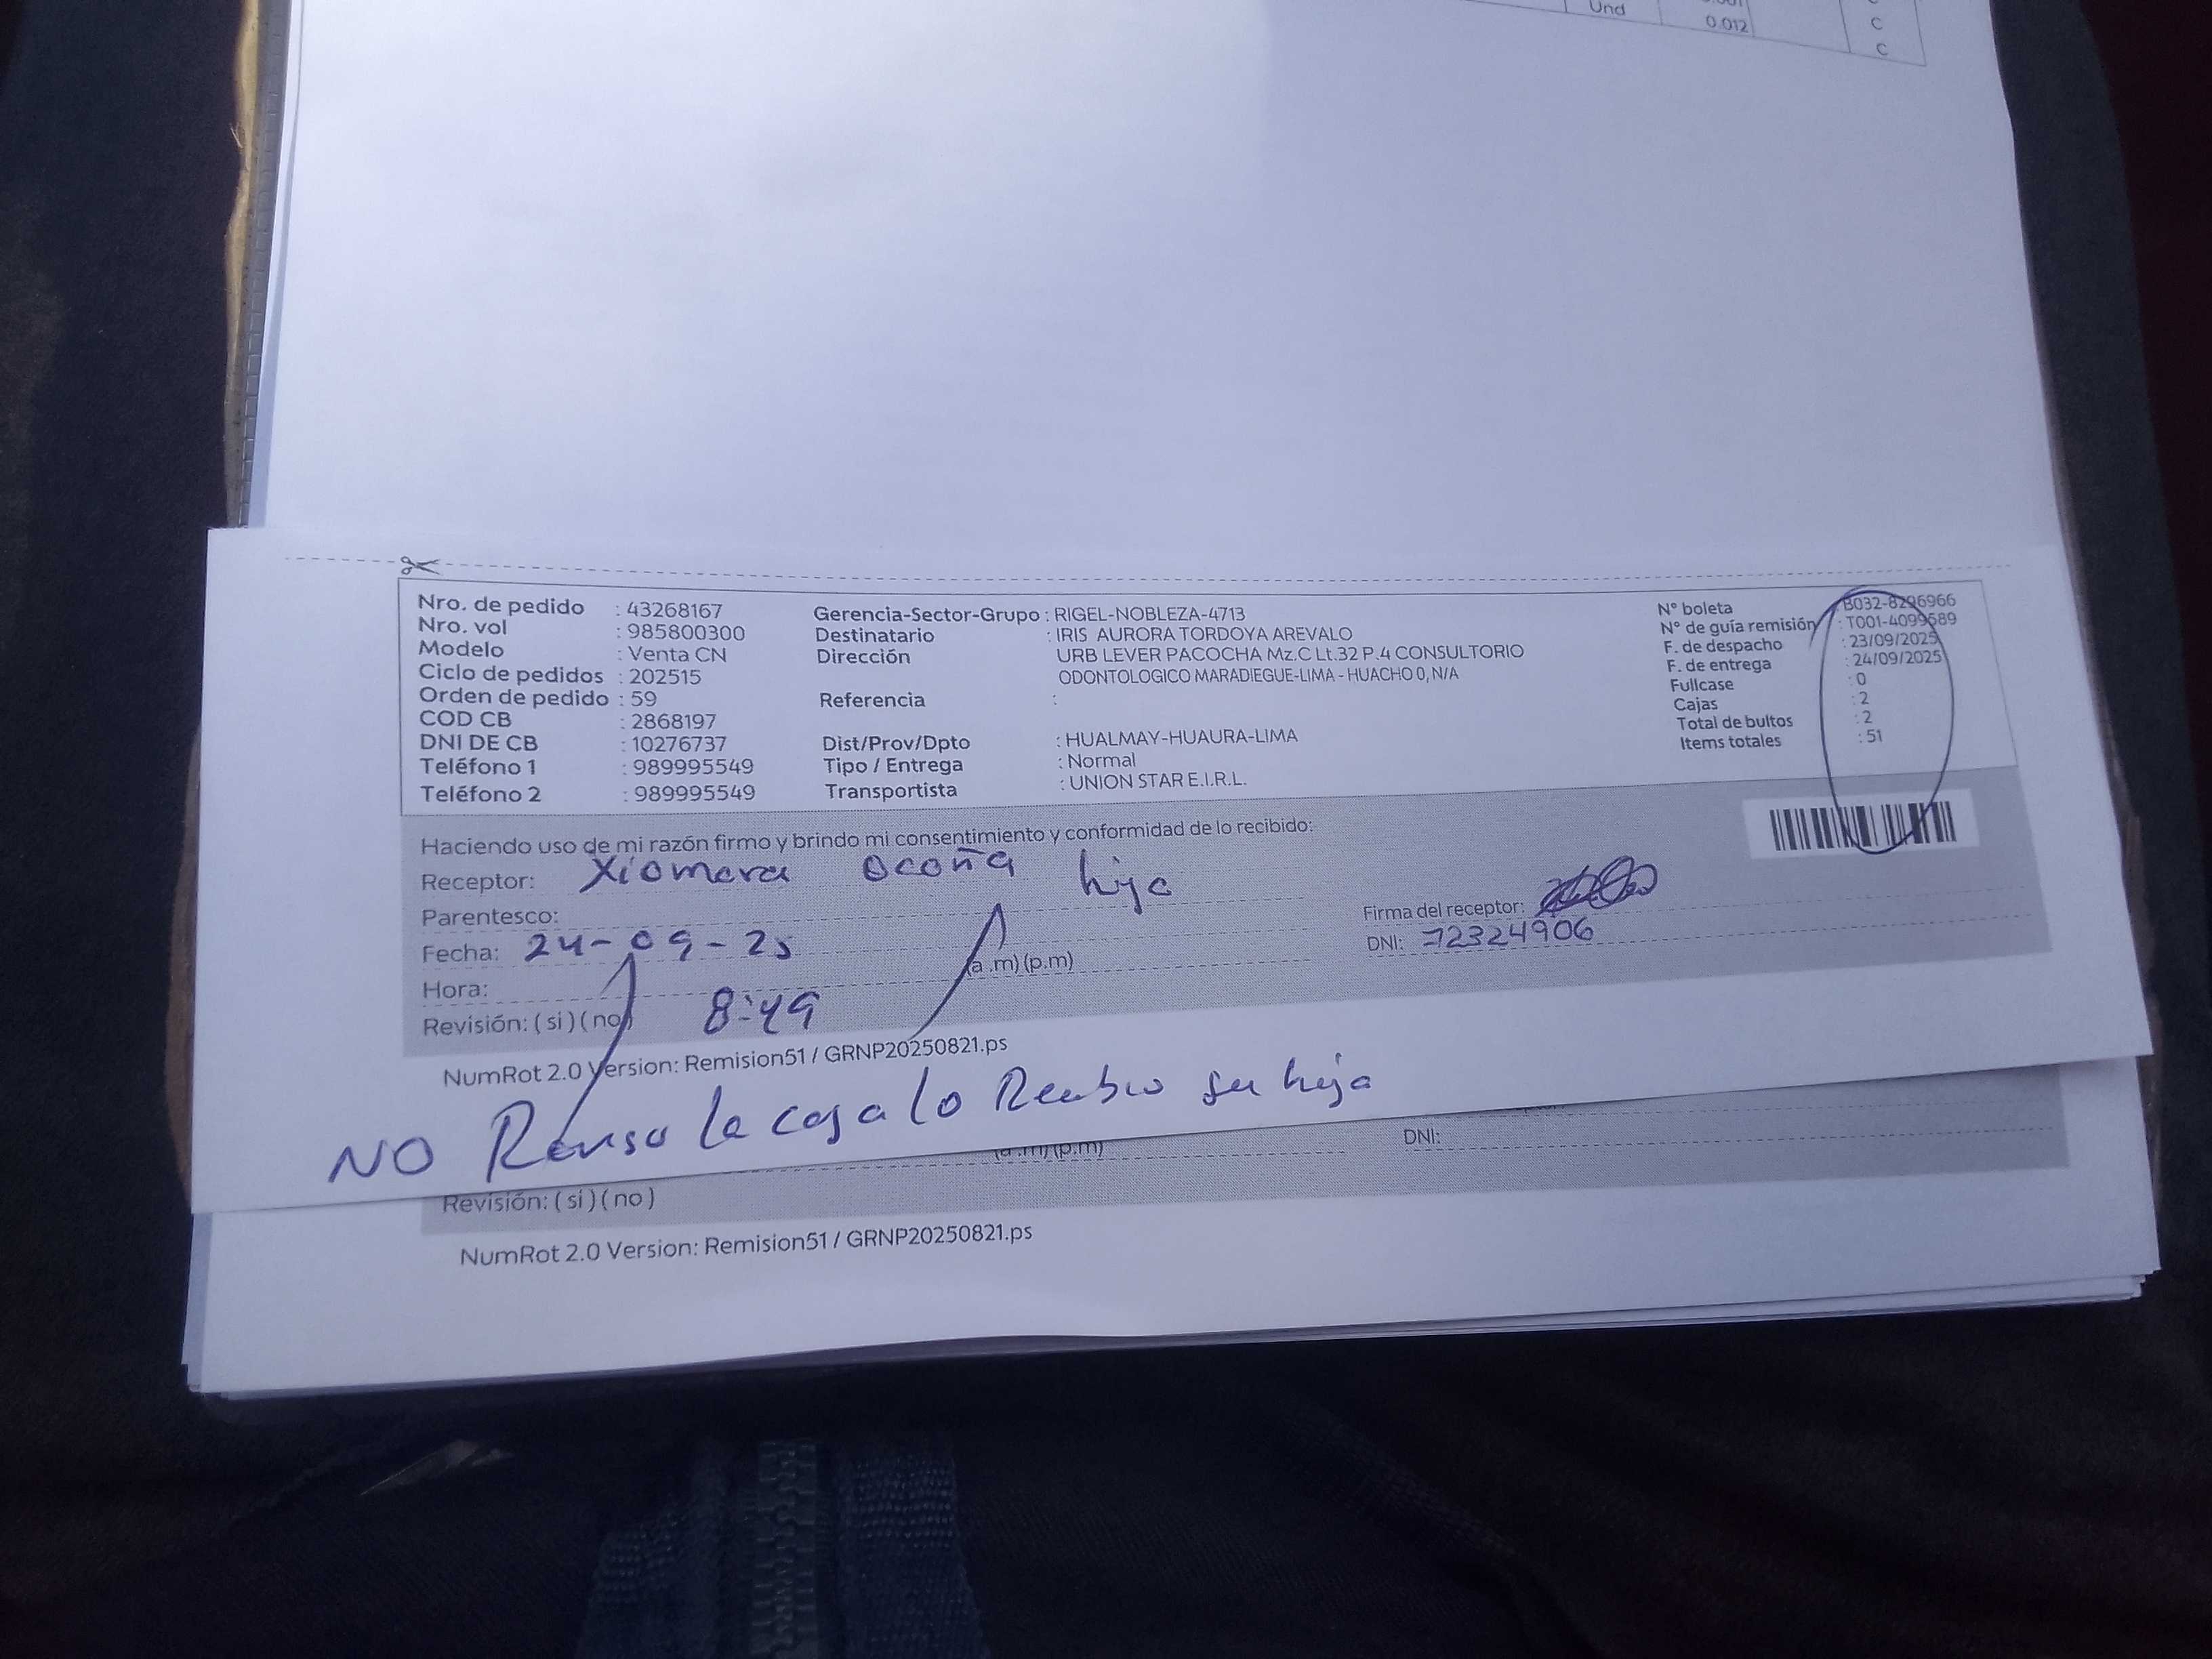 Und 0.012 C
C
Nro. de pedido : 43268167
Nro. vol : 985800300
Modelo : Venta CN
Ciclo de pedidos : 202515
Orden de pedido : 59
COD CB : 2868197
DNI DE CB : 10276737
Teléfono 1 : 989995549
Teléfono 2 : 989995549
Gerencia-Sector-Grupo : RIGEL-NOBLEZA-4713
Destinatario : IRIS AURORA TORDOYA AREVALO
Dirección URB LEVER PACOCHA Mz.C Lt.32 P.4 CONSULTORIO
ODONTOLOGICO MARADIEGUE-LIMA - HUACHO 0, N/A
Referencia :
Dist/Prov/Dpto : HUALMAY-HUAURA-LIMA
Tipo / Entrega : Normal
Transportista : UNION STAR E.I.R.L.
N° boleta : B032-8296966
N° de guía remisión : T001-4099689
F. de despacho : 23/09/2025
F. de entrega : 24/09/2025
Fullcase : 0
Cajas : 2
Total de bultos : 2
Items totales : 51
Haciendo uso de mi razón firmo y brindo mi consentimiento y conformidad de lo recibido:
Receptor: Xiomara Ocoña hija
Parentesco:
Firma del receptor:
Fecha: 24-09-25
DNI: 72324906
Hora: (a .m) (p.m)
Revisión: ( si ) ( no ) 8:49
NumRot 2.0 Version: Remision51 / GRNP20250821.ps
NO Reviso la caja lo Recibio su hija
(a .m) (p.m)
DNI:
Revisión: ( si ) ( no )
NumRot 2.0 Version: Remision51 / GRNP20250821.ps